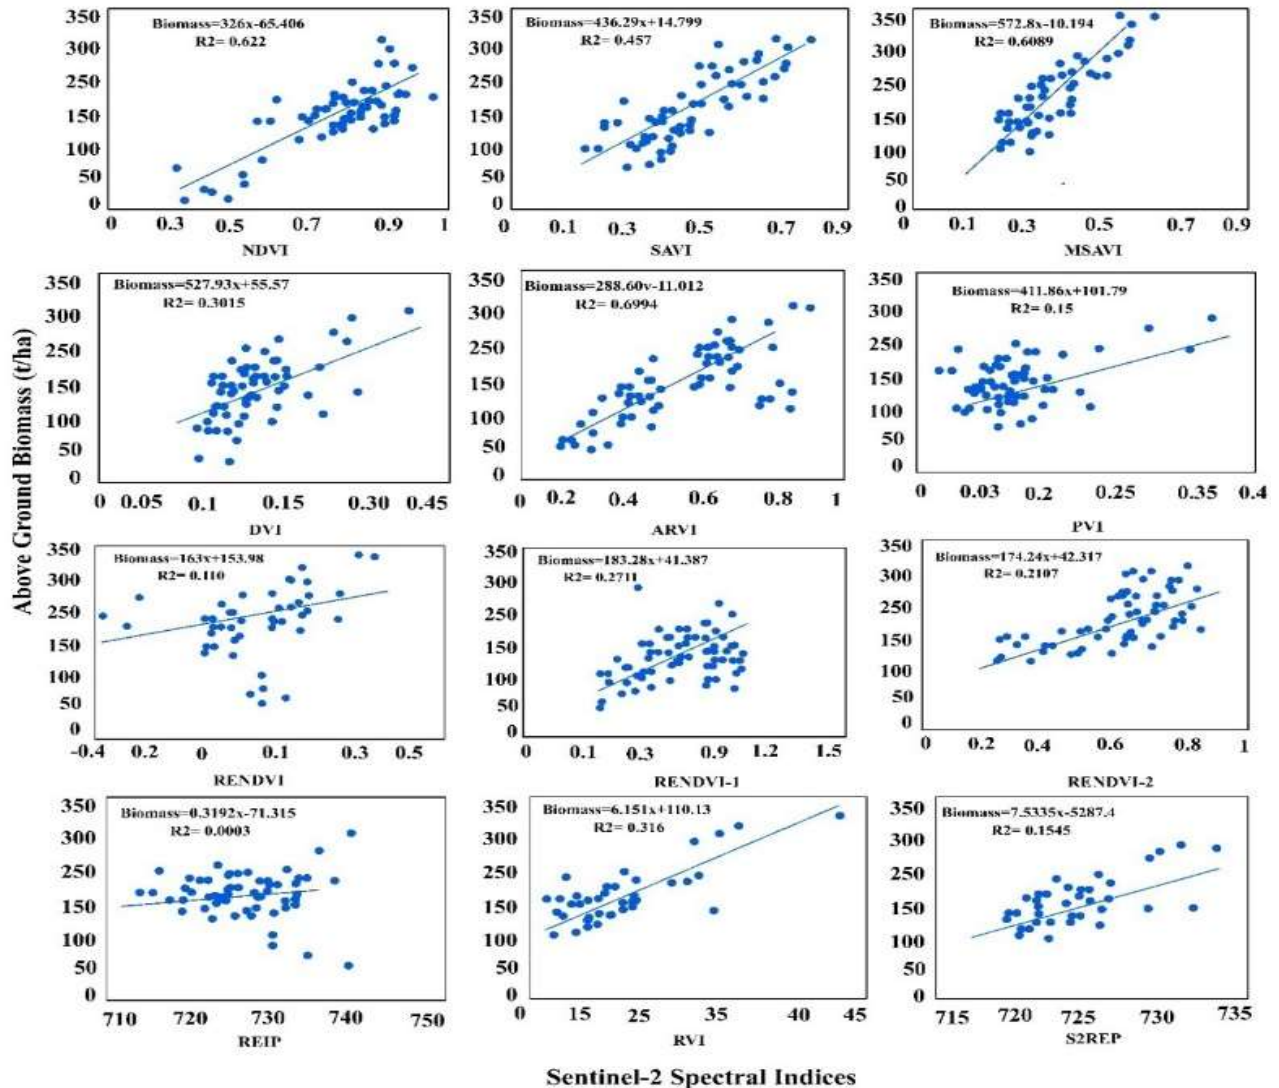 Above Ground Biomass (t/ha)
350 300 250 200 150 100 50 0
Biomass=326x-65.406
R2= 0.622
0 0.3 0.5 0.7 0.9 1
NDVI
Biomass=436.29x+14.799
R2= 0.457
0 0.1 0.3 0.5 0.7 0.9
SAVI
350 300 250 200 150 100 50 0
Biomass=572.8x-10.194
R2= 0.6089
0 0.1 0.3 0.5 0.7 0.9
MSAVI
350 300 250 150 100 50 0
Biomass=527.93x+55.57
R2= 0.3015
0 0.05 0.1 0.15 0.30 0.45
DVI
350 300 250 150 100 50 0
Biomass=288.60v-11.012
R2= 0.6994
0.2 0.4 0.6 0.8 1
ARVI
350 300 250 150 100 50 0
Biomass=411.86x+101.79
R2= 0.15
0 0.03 0.2 0.25 0.35 0.4
PVI
350 300 250 150 100 50 0
Biomass=163x+153.98
R2= 0.110
-0.4 0.2 0 0.1 0.3 0.5
RENDVI
350 300 250 150 100 50 0
Biomass=183.28x+41.387
R2= 0.2711
0 0.1 0.3 0.9 1.2 1.5
RENDVI-1
350 300 250 150 100 50 0
Biomass=174.24x+42.317
R2= 0.2107
0 0.2 0.4 0.6 0.8 1
RENDVI-2
350 300 250 150 100 50 0
Biomass=0.3192x-71.315
R2= 0.0003
710 720 730 740 750
REIP
350 300 250 150 100 50 0
Biomass=6.151x+110.13
R2= 0.316
0 15 25 35 40 45
RVI
350 300 250 150 100 50 0
Biomass=7.5335x-5287.4
R2= 0.1545
715 720 725 730 735
S2REP
Sentinel-2 Spectral Indices